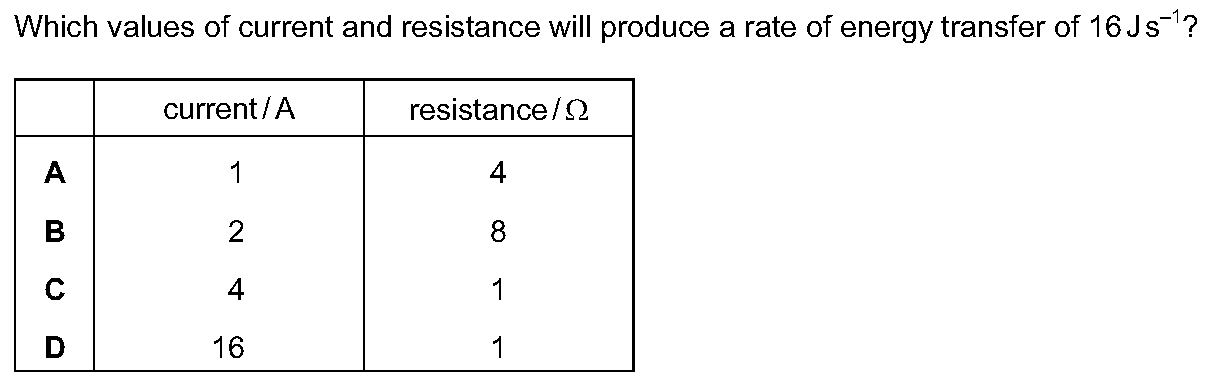 Which values of current and resistance will produce a rate of energy transfer of 16 J s⁻¹?
current / A resistance / Ω
A 1 4
B 2 8
C 4 1
D 16 1